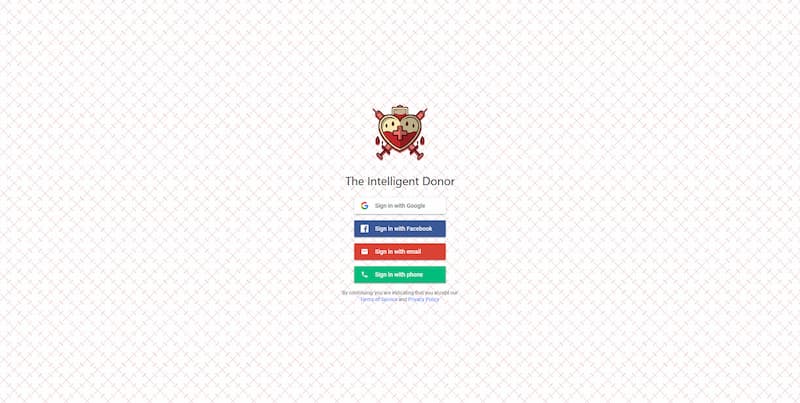 The Intelligent Donor
Sign in with Google
Sign in with Facebook
Sign in with email
Sign in with phone
By continuing, you are indicating that you accept our
Terms of Service and Privacy Policy